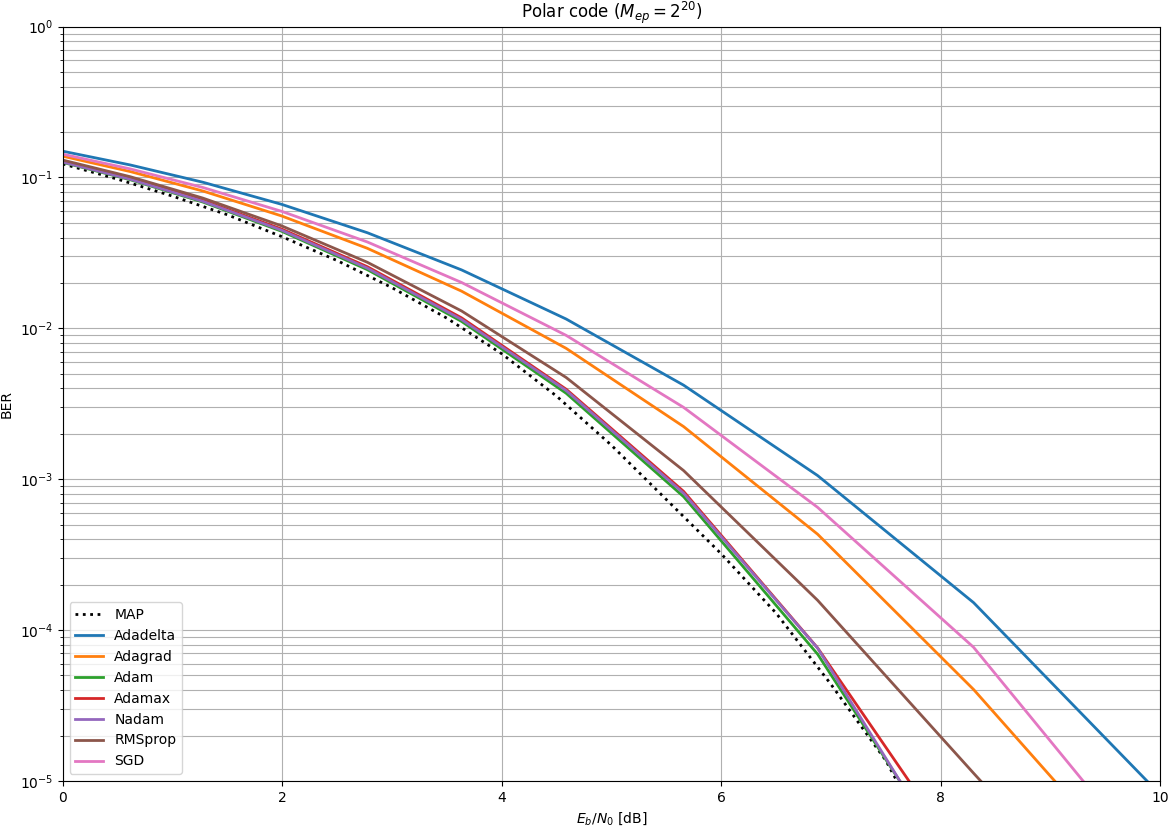 Polar code (M_ep = 2^20)
10^0
10^-1
10^-2
10^-3
10^-4
10^-5
BER
MAP
Adadelta
Adagrad
Adam
Adamax
Nadam
RMSprop
SGD
0 2 4 6 8 10
E_b/N_0 [dB]